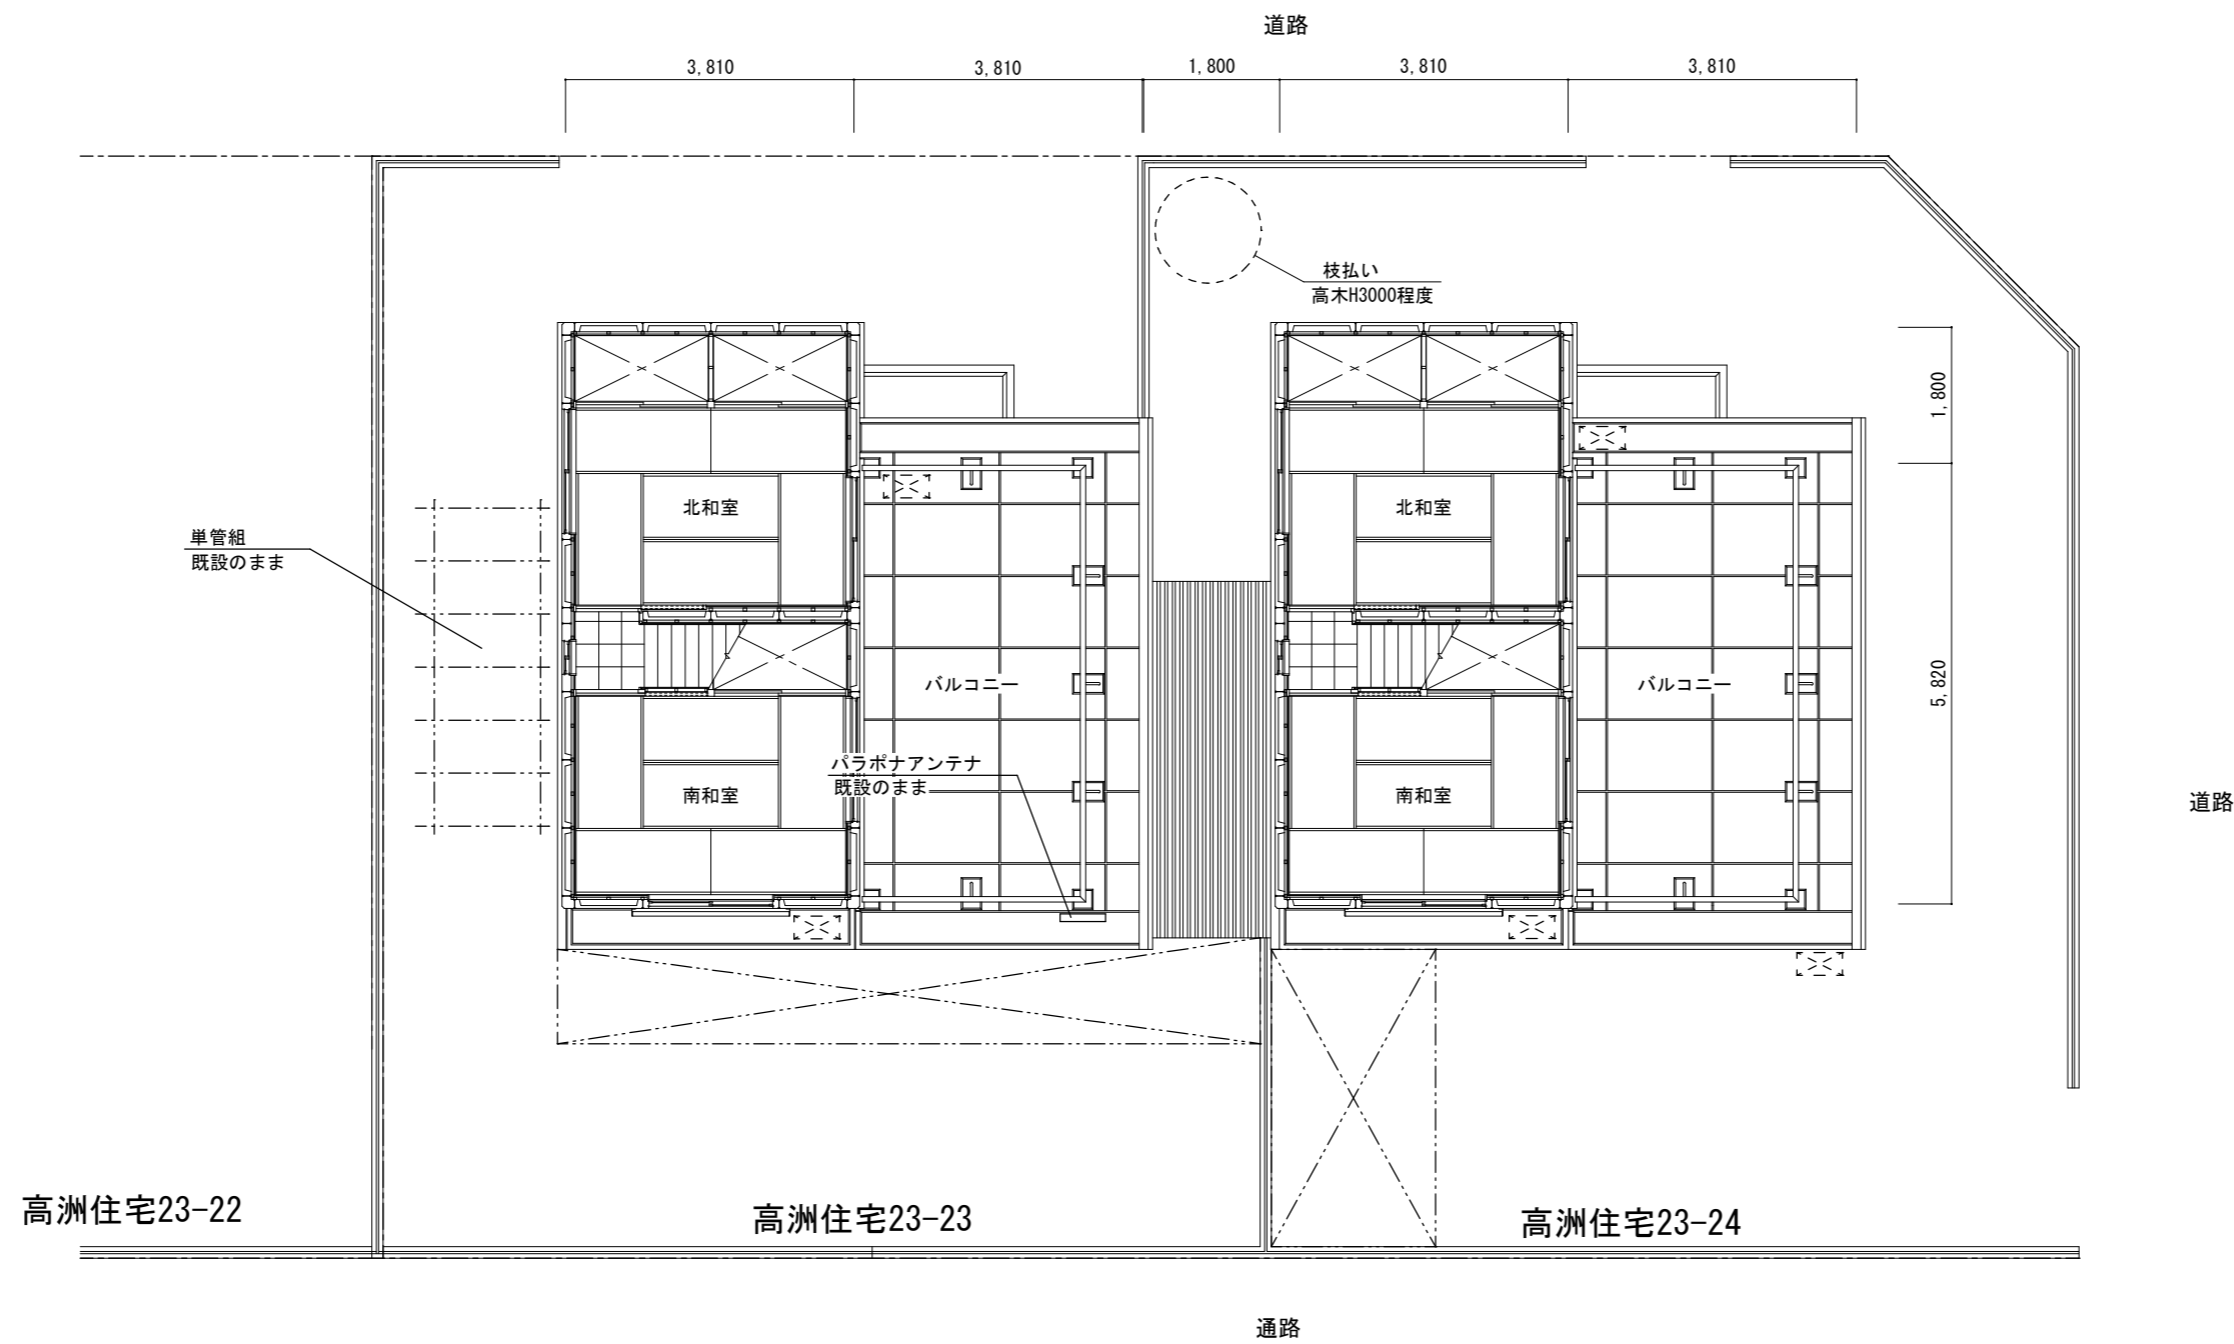 道路
3,810
3,810
1,800
3,810
3,810
枝払い
高木H3000程度
1,800
北和室
北和室
単管組
既設のまま
バルコニー
バルコニー
5,820
パラポナアンテナ
既設のまま
南和室
南和室
道路
高洲住宅23-22
高洲住宅23-23
高洲住宅23-24
通路